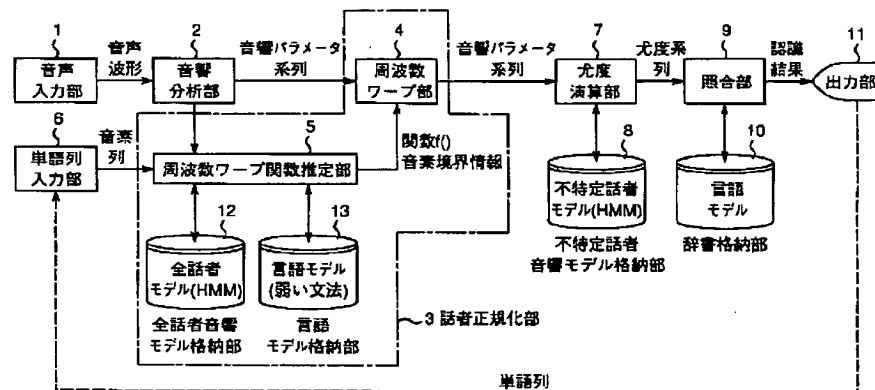 1
音声
入力部
音声
波形
2
音響
分析部
音響パラメータ
系列
4
周波数
ワープ部
音響パラメータ
系列
7
尤度
演算部
尤度系
列
9
照合部
認識
結果
11
出力部
6
単語列
入力部
音素
列
5
周波数ワープ関数推定部
関数f()
音素境界情報
8
不特定話者
モデル(HMM)
不特定話者
音響モデル格納部
10
言語
モデル
辞書格納部
12
全話者
モデル(HMM)
全話者音響
モデル格納部
13
言語モデル
(弱い文法)
言語
モデル格納部
3 話者正規化部
単語列